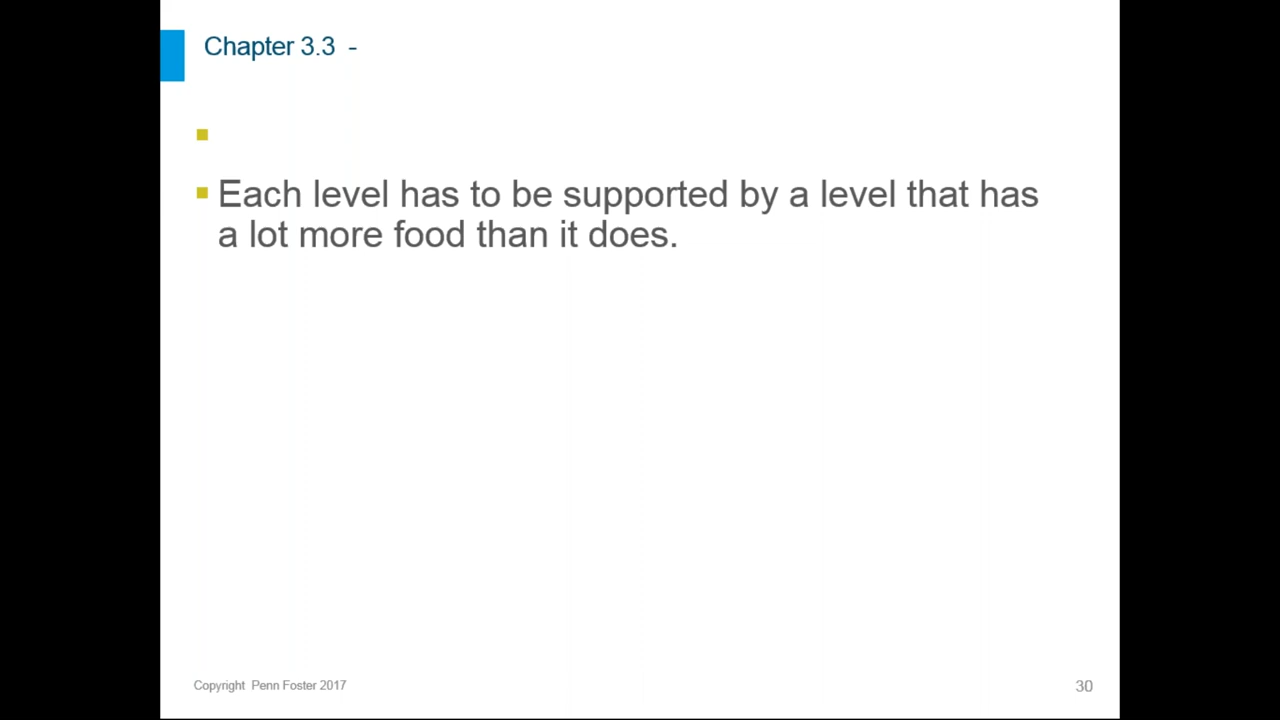 Chapter 3.3  -
Each level has to be supported by a level that has
a lot more food than it does.
Copyright  Penn Foster 2017
30